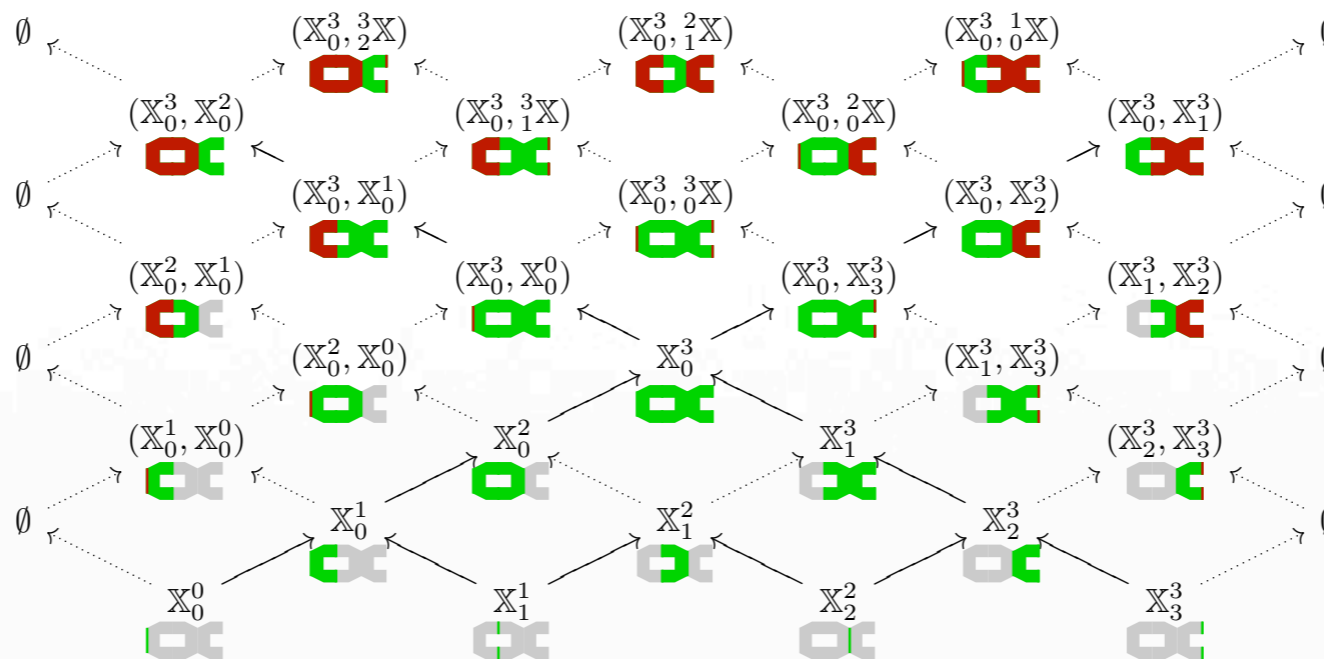 ∅ (𝕏₀³, ³₂𝕏) (𝕏₀³, ²₁𝕏) (𝕏₀³, ¹₀𝕏) ∅
(𝕏₀³, 𝕏₀²) (𝕏₀³, ³₁𝕏) (𝕏₀³, ²₀𝕏) (𝕏₀³, 𝕏₁³)
∅ (𝕏₀³, 𝕏₀¹) (𝕏₀³, ³₀𝕏) (𝕏₀³, 𝕏₂³) ∅
(𝕏₀², 𝕏₀¹) (𝕏₀³, 𝕏₀⁰) (𝕏₀³, 𝕏₃³) (𝕏₁³, 𝕏₂³)
∅ (𝕏₀², 𝕏₀⁰) 𝕏₀³ (𝕏₁³, 𝕏₃³) ∅
(𝕏₀¹, 𝕏₀⁰) 𝕏₀² 𝕏₁³ (𝕏₂³, 𝕏₃³)
∅ 𝕏₀¹ 𝕏₁² 𝕏₂³ ∅
𝕏₀⁰ 𝕏₁¹ 𝕏₂² 𝕏₃³